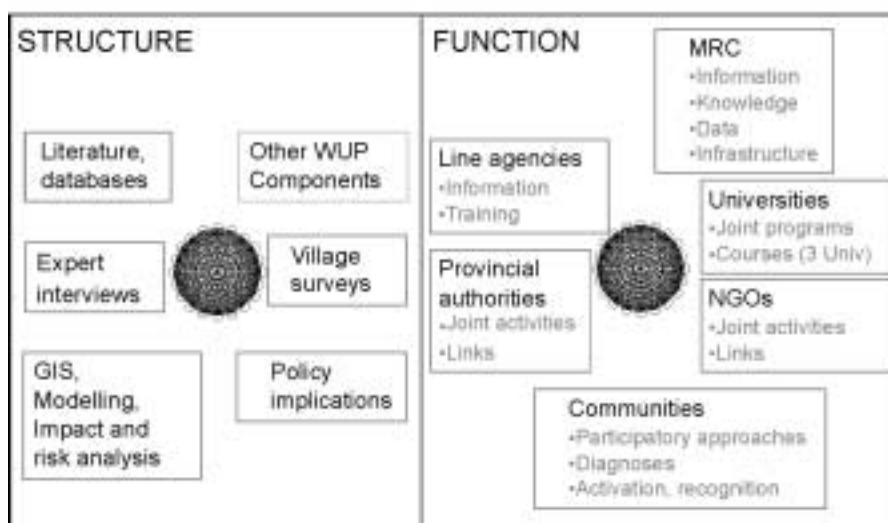 STRUCTURE
Literature,
databases
Other WUP
Components
Expert
interviews
Village
surveys
GIS,
Modelling,
Impact and
risk analysis
Policy
implications
FUNCTION
MRC
•Information
•Knowledge
•Data
•Infrastructure
Line agencies
•Information
•Training
Universities
•Joint programs
•Courses (3 Univ)
Provincial
authorities
•Joint activities
•Links
NGOs
•Joint activities
•Links
Communities
•Participatory approaches
•Diagnoses
•Activation, recognition